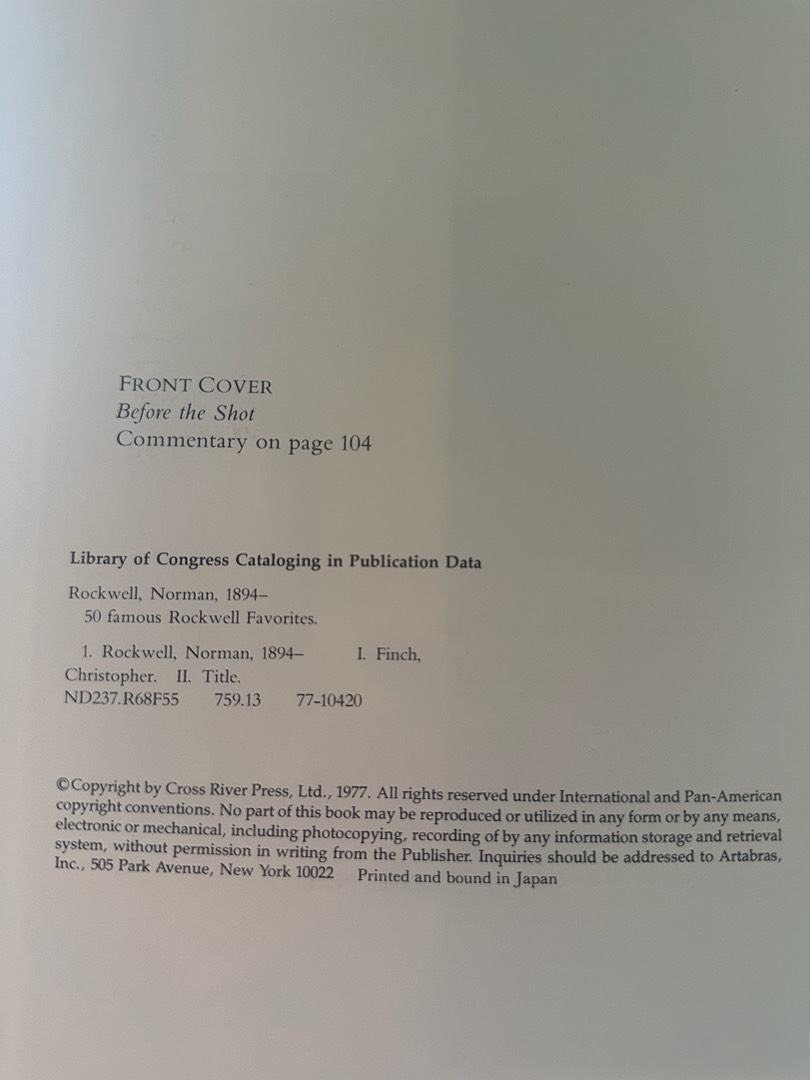 FRONT COVER
Before the Shot
Commentary on page 104
Library of Congress Cataloging in Publication Data
Rockwell, Norman, 1894–
50 famous Rockwell Favorites.
1. Rockwell, Norman, 1894– I. Finch,
Christopher. II. Title.
ND237.R68F55 759.13 77-10420
©Copyright by Cross River Press, Ltd., 1977. All rights reserved under International and Pan-American
copyright conventions. No part of this book may be reproduced or utilized in any form or by any means,
electronic or mechanical, including photocopying, recording of by any information storage and retrieval
system, without permission in writing from the Publisher. Inquiries should be addressed to Artabras,
Inc., 505 Park Avenue, New York 10022 Printed and bound in Japan